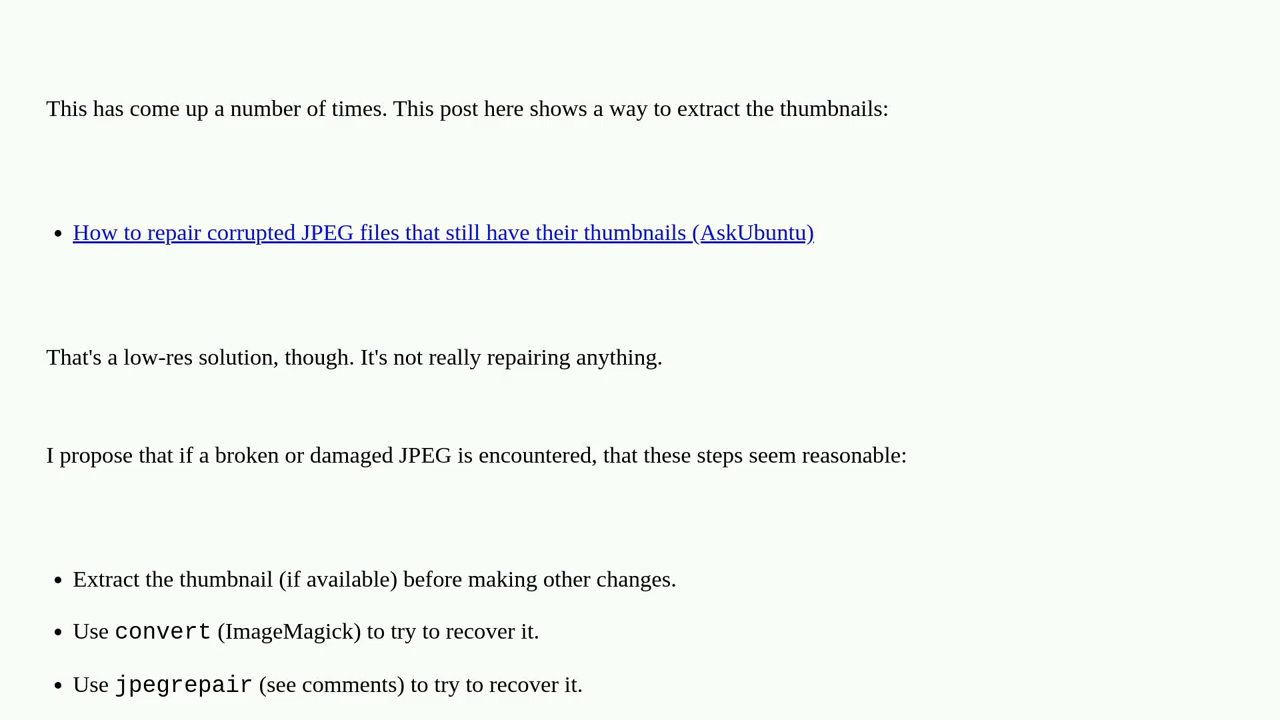 This has come up a number of times. This post here shows a way to extract the thumbnails:
• How to repair corrupted JPEG files that still have their thumbnails (AskUbuntu)
That's a low-res solution, though. It's not really repairing anything.
I propose that if a broken or damaged JPEG is encountered, that these steps seem reasonable:
• Extract the thumbnail (if available) before making other changes.
• Use convert (ImageMagick) to try to recover it.
• Use jpegrepair (see comments) to try to recover it.